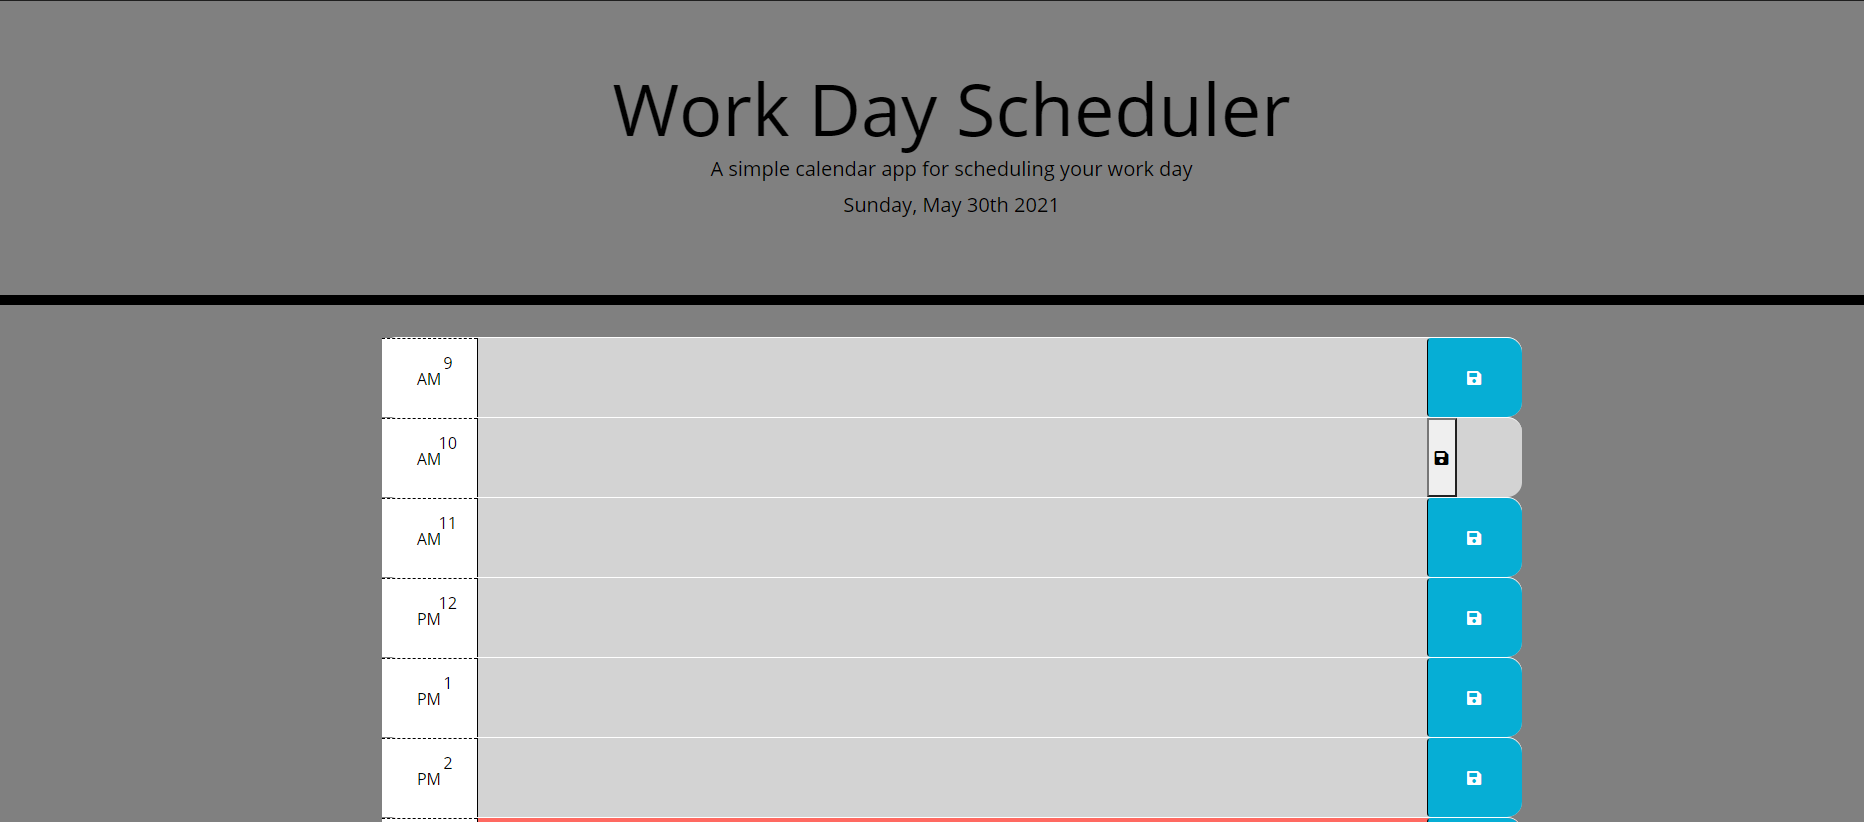 Work Day Scheduler
A simple calendar app for scheduling your work day
Sunday, May 30th 2021
9
AM
10
AM
11
AM
12
PM
1
PM
2
PM